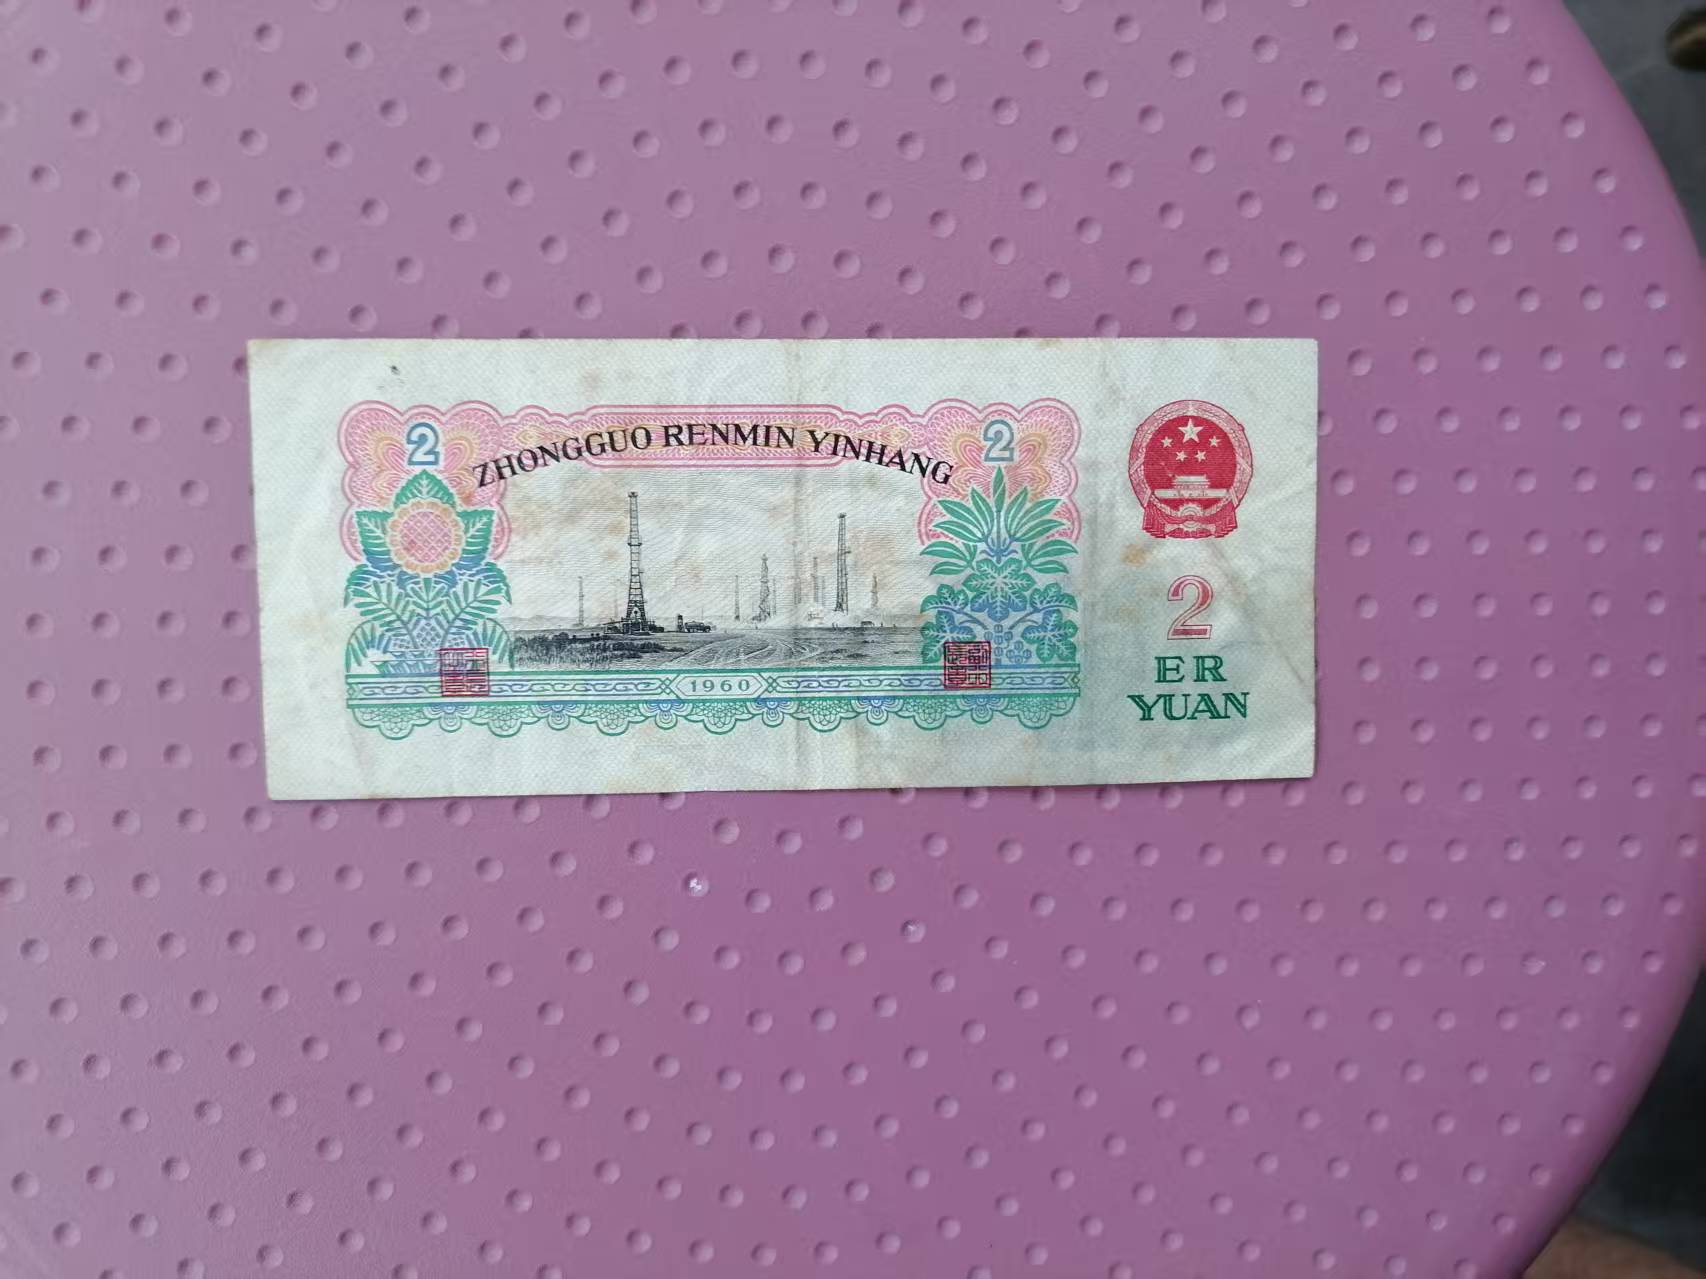 2
2
ZHONGGUO RENMIN YINHANG
1960
2
ER
YUAN